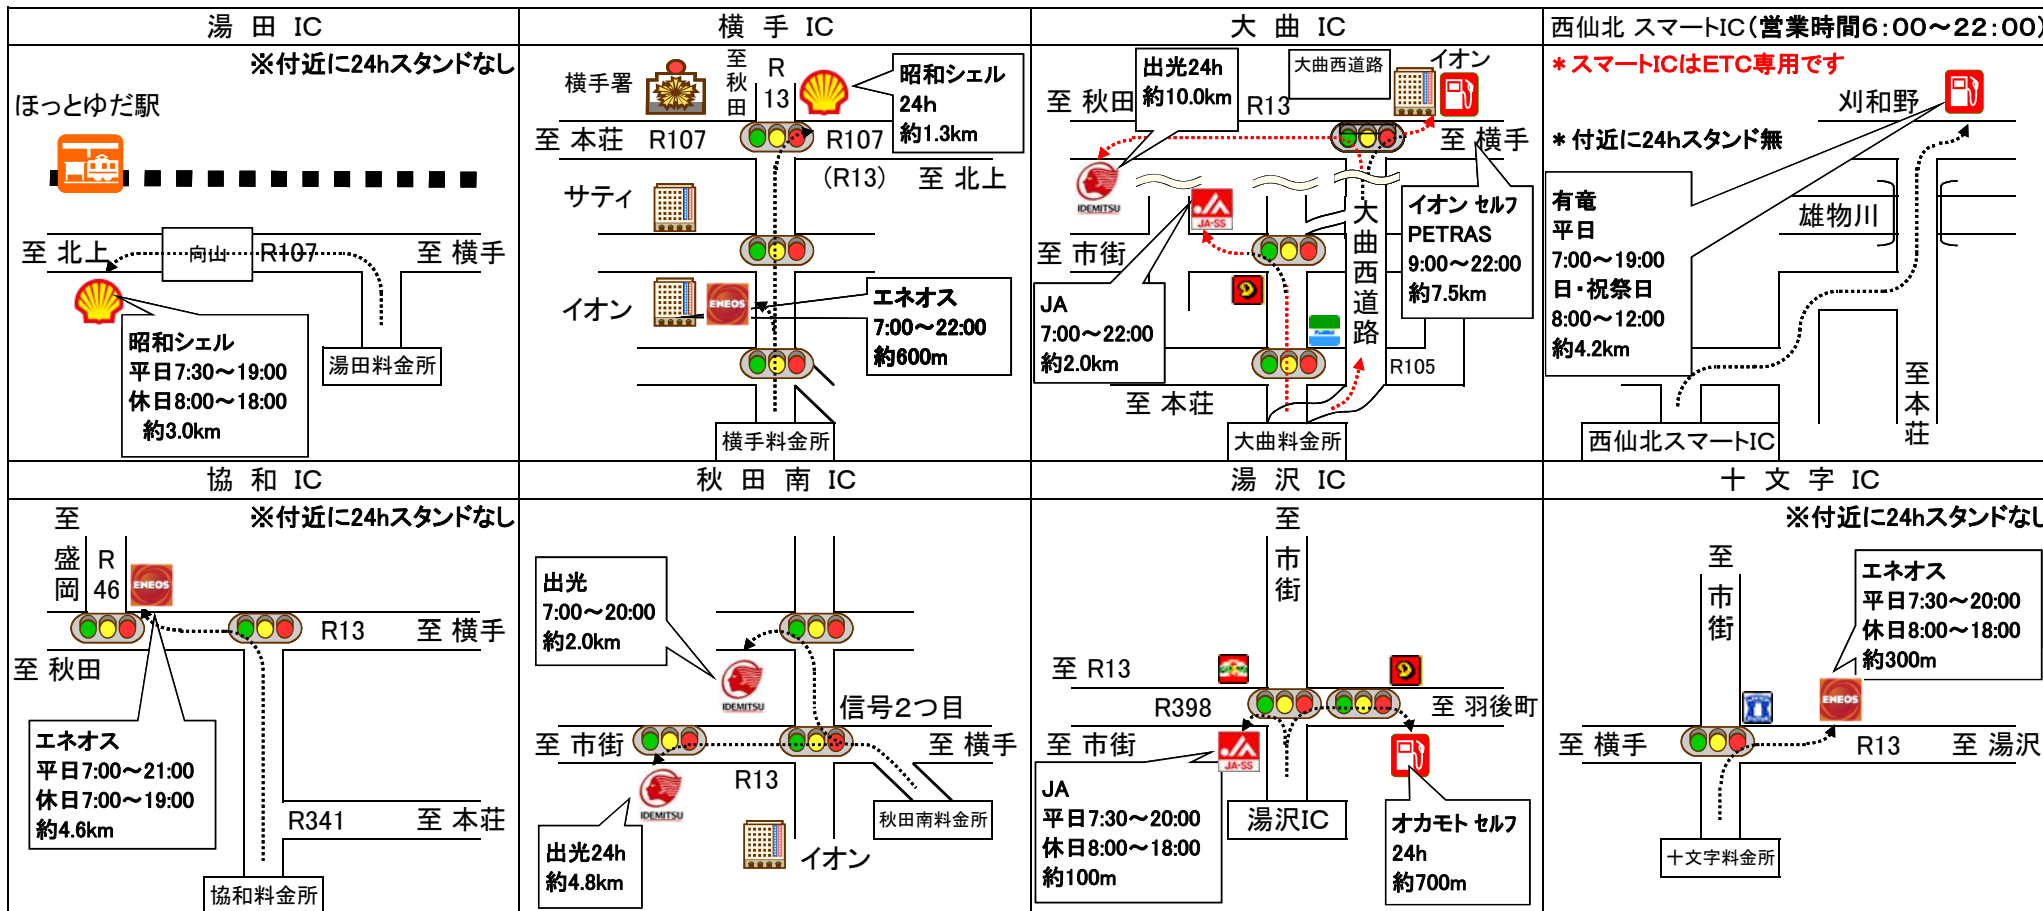 湯 田 IC
※付近に24hスタンドなし
ほっとゆだ駅
至 北上
向山
R107
至 横手
昭和シェル
平日7:30～19:00
休日8:00～18:00
約3.0km
湯田料金所
横 手 IC
横手署
至秋田
R
13
昭和シェル
24h
約1.3km
至 本荘
R107
R107
(R13)
至 北上
サティ
イオン
ENEOS
エネオス
7:00～22:00
約600m
横手料金所
大 曲 IC
出光24h
約10.0km
大曲西道路
イオン
至 秋田
R13
至 横手
IDEMITSU
JA-SS
大曲西道路
イオン セルフ
PETRAS
9:00～22:00
約7.5km
至 市街
JA
7:00～22:00
約2.0km
R105
至 本荘
大曲料金所
西仙北 スマートIC(営業時間6:00～22:00)
＊スマートICはETC専用です
刈和野
＊付近に24hスタンド無
有竜
平日
7:00～19:00
日・祝祭日
8:00～12:00
約4.2km
雄物川
至本荘
西仙北スマートIC
協 和 IC
※付近に24hスタンドなし
至盛岡
R
46
ENEOS
R13
至 横手
至 秋田
エネオス
平日7:00～21:00
休日7:00～19:00
約4.6km
R341
至 本荘
協和料金所
秋 田 南 IC
出光
7:00～20:00
約2.0km
IDEMITSU
信号2つ目
至 市街
至 横手
R13
IDEMITSU
秋田南料金所
出光24h
約4.8km
イオン
湯 沢 IC
至市街
至 R13
R398
至 羽後町
至 市街
JA-SS
JA
平日7:30～20:00
休日8:00～18:00
約100m
湯沢IC
オカモト セルフ
24h
約700m
十 文 字 IC
※付近に24hスタンドなし
至市街
エネオス
平日7:30～20:00
休日8:00～18:00
約300m
ENEOS
至 横手
R13
至 湯沢
十文字料金所